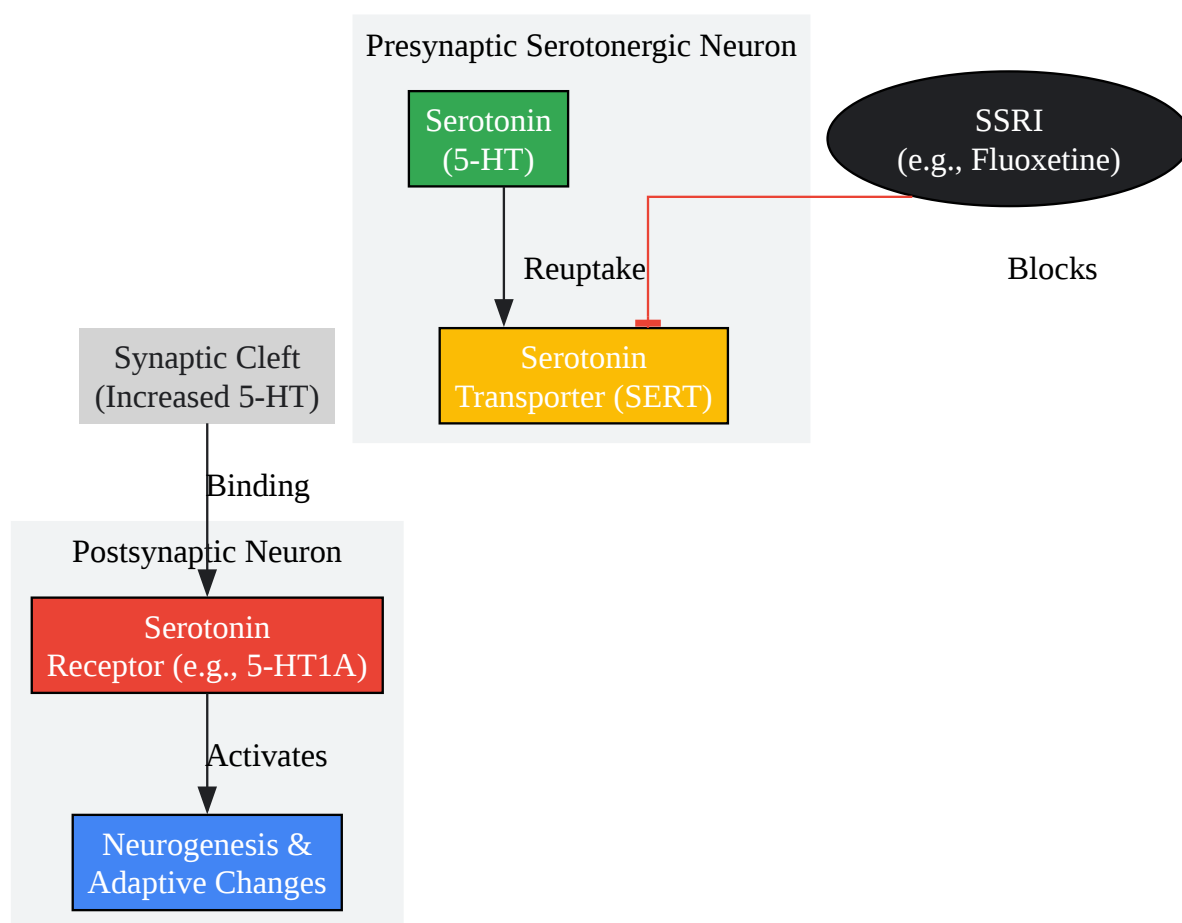 Presynaptic Serotonergic Neuron
Serotonin
(5-HT)
SSRI
(e.g., Fluoxetine)
Reuptake
Blocks
Serotonin
Transporter (SERT)
Synaptic Cleft
(Increased 5-HT)
Binding
Postsynaptic Neuron
Serotonin
Receptor (e.g., 5-HT1A)
Activates
Neurogenesis &
Adaptive Changes